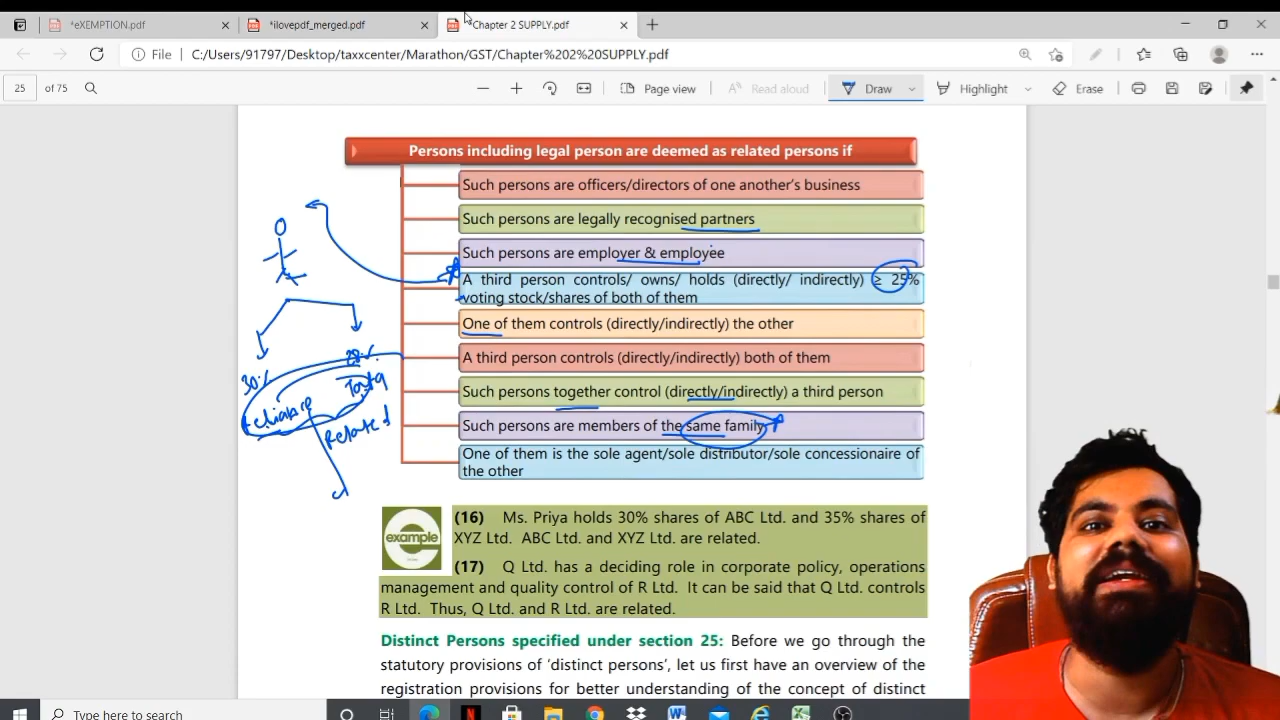 *eXEMPTION.pdf
*ilovepdf_merged.pdf
*Chapter 2 SUPPLY.pdf
File
C:/Users/91797/Desktop/taxxcenter/Marathon/GST/Chapter%202%20SUPPLY.pdf
25 of 75
Page view
Read aloud
Draw
Highlight
Erase
Persons including legal person are deemed as related persons if
Such persons are officers/directors of one another's business
Such persons are legally recognised partners
Such persons are employer & employee
A third person controls/ owns/ holds (directly/ indirectly) ≥ 25%
voting stock/shares of both of them
One of them controls (directly/indirectly) the other
A third person controls (directly/indirectly) both of them
Such persons together control (directly/indirectly) a third person
Such persons are members of the same family
One of them is the sole agent/sole distributor/sole concessionaire of
the other
30%
Tata
Reliance
Related
example
(16) Ms. Priya holds 30% shares of ABC Ltd. and 35% shares of
XYZ Ltd. ABC Ltd. and XYZ Ltd. are related.
(17) Q Ltd. has a deciding role in corporate policy, operations
management and quality control of R Ltd. It can be said that Q Ltd. controls
R Ltd. Thus, Q Ltd. and R Ltd. are related.
Distinct Persons specified under section 25: Before we go through the
statutory provisions of 'distinct persons', let us first have an overview of the
registration provisions for better understanding of the concept of distinct
Type here to search